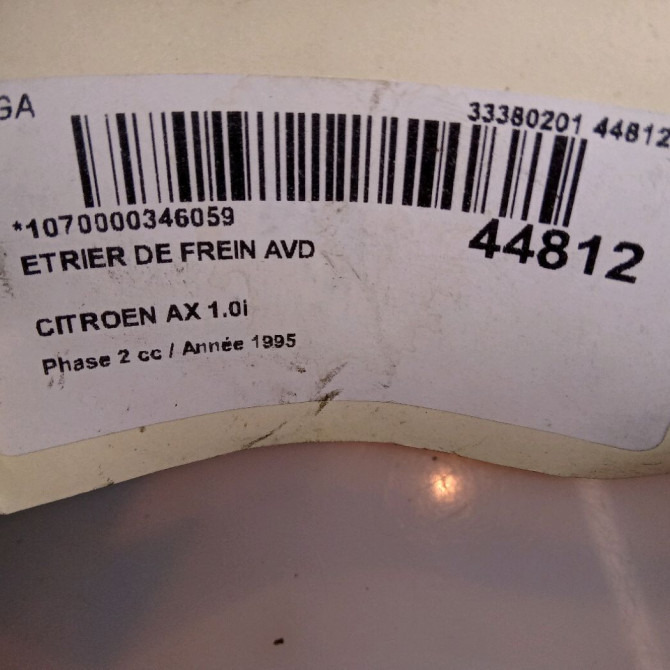 GA
33380201 44812
*1070000346059
44812
ETRIER DE FREIN AVD
CITROEN AX 1.0i
Phase 2 cc / Année 1995